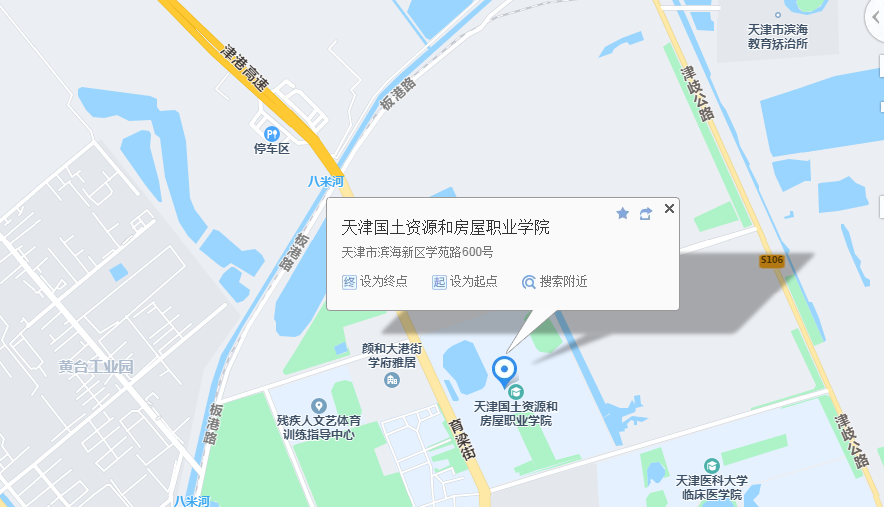 天津市滨海
教育矫治所
津港高速
板港路
津歧公路
停车区
八米河
天津国土资源和房屋职业学院
天津市滨海新区学苑路600号
终 设为终点 起 设为起点 搜索附近
板港路
S106
颜和大港街
学府雅居
黄台工业园
残疾人文艺体育
训练指导中心
天津国土资源和
房屋职业学院
板港路
育梁街
津歧公路
天津医科大学
临床医学院
八米河